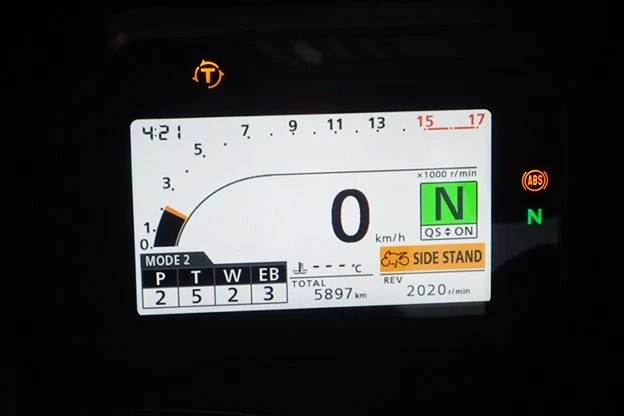 T
4:21
0. 1. 3. 5. 7. 9. 11. 13. 15 17
×1000 r/min
ABS
N
0 km/h
N
QS ON
MODE 2
P T W EB
2 5 2 3
--- °C
SIDE STAND
TOTAL
5897 km
REV
2020 r/min